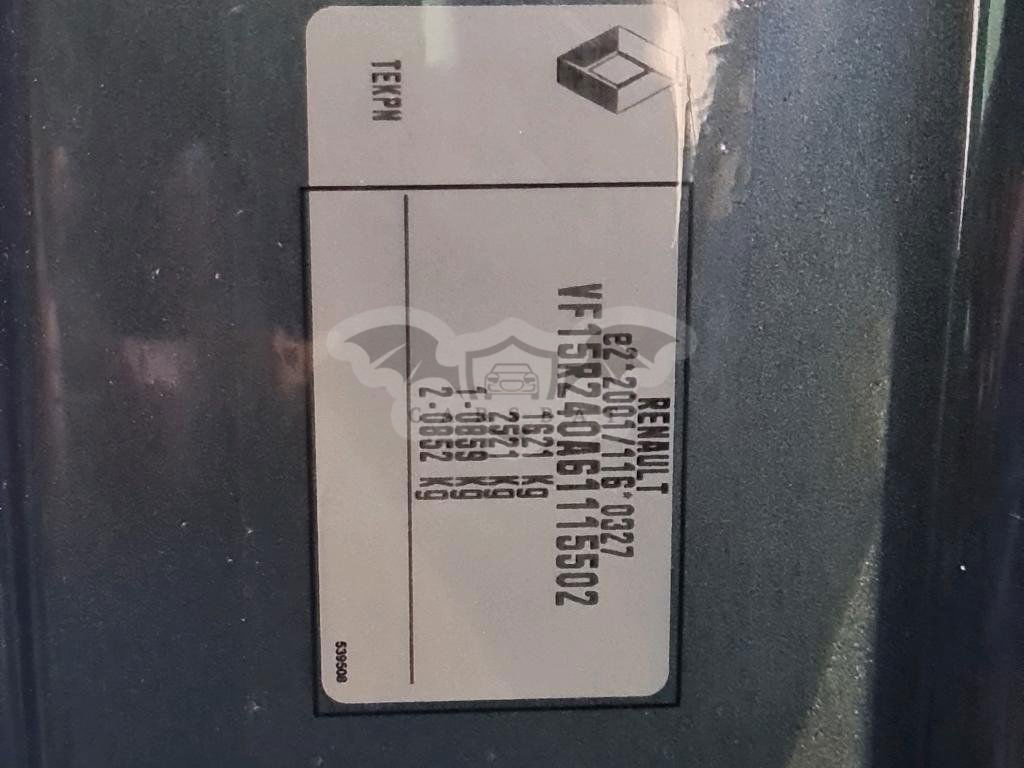 RENAULT
e2*2001/116*0327
VF15R240A61115502
1621 kg
2521 kg
1-0859 kg
2-0852 kg
TEKPN
539508